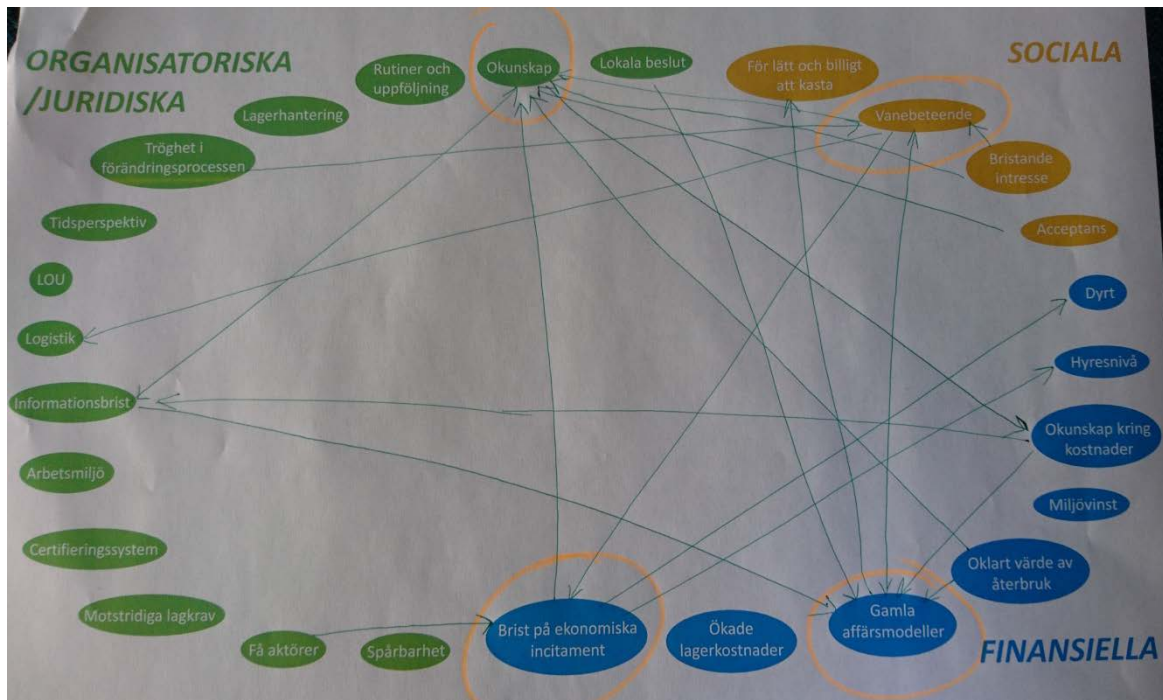 ORGANISATORISKA
/JURIDISKA
SOCIALA
Okunskap
Lokala beslut
Rutiner och
uppföljning
För lätt och billigt
att kasta
Lagerhantering
Vanebeteende
Tröghet i
förändringsprocessen
Bristande
intresse
Tidsperspektiv
Acceptans
LOU
Dyrt
Logistik
Hyresnivå
Informationsbrist
Okunskap kring
kostnader
Arbetsmiljö
Miljövinst
Certifieringssystem
Oklart värde av
återbruk
Motstridiga lagkrav
Få aktörer
Spårbarhet
Brist på ekonomiska
incitament
Ökade
lagerkostnader
Gamla
affärsmodeller
FINANSIELLA